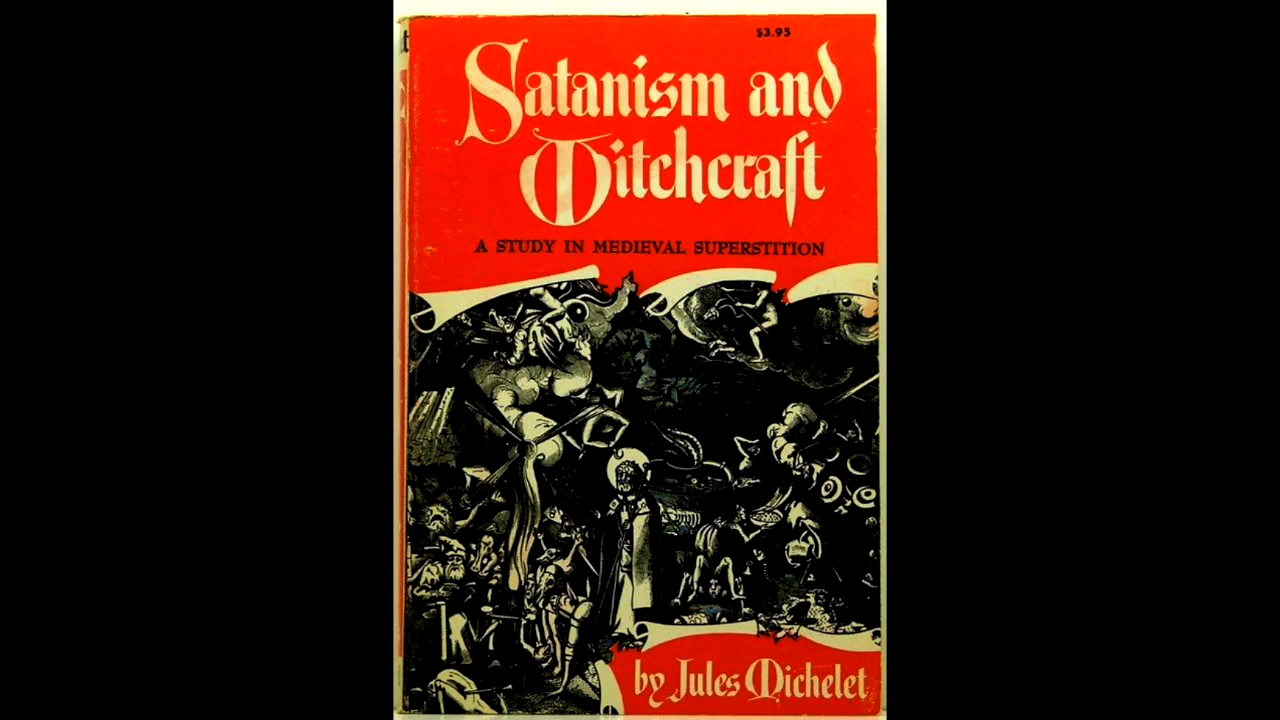 $3.95
Satanism and
Witchcraft
A STUDY IN MEDIEVAL SUPERSTITION
by Jules Michelet